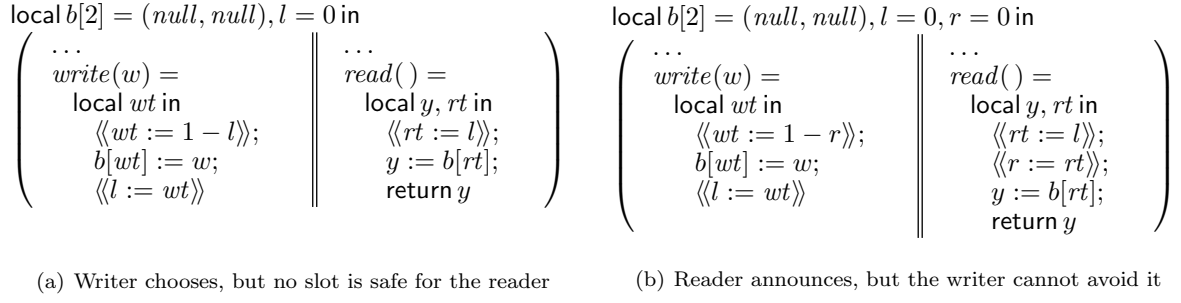 local b[2] = (null, null), l = 0 in
...
write(w) =
local wt in
⟪wt := 1 − l⟫;
b[wt] := w;
⟪l := wt⟫
...
read( ) =
local y, rt in
⟪rt := l⟫;
y := b[rt];
return y
(a) Writer chooses, but no slot is safe for the reader
local b[2] = (null, null), l = 0, r = 0 in
...
write(w) =
local wt in
⟪wt := 1 − r⟫;
b[wt] := w;
⟪l := wt⟫
...
read( ) =
local y, rt in
⟪rt := l⟫;
⟪r := rt⟫;
y := b[rt];
return y
(b) Reader announces, but the writer cannot avoid it